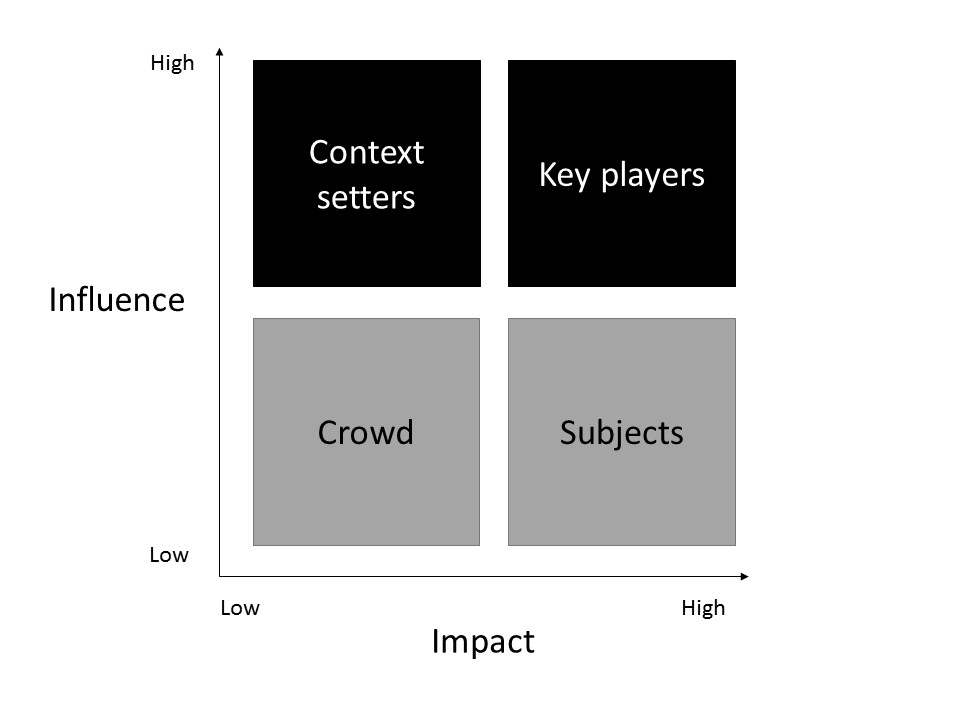 High
Context
setters
Key players
Influence
Crowd
Subjects
Low
Low
High
Impact